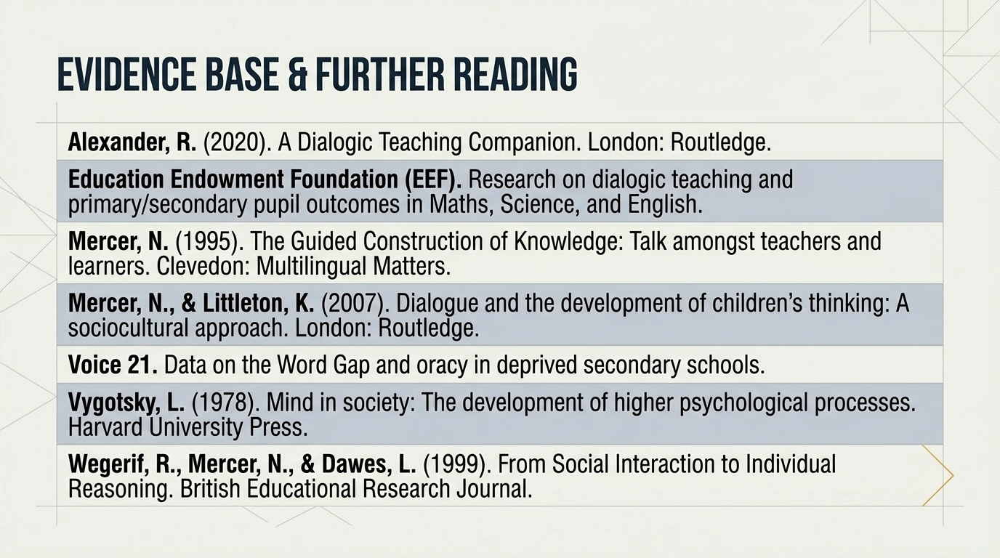 EVIDENCE BASE & FURTHER READING
Alexander, R. (2020). A Dialogic Teaching Companion. London: Routledge.
Education Endowment Foundation (EEF). Research on dialogic teaching and
primary/secondary pupil outcomes in Maths, Science, and English.
Mercer, N. (1995). The Guided Construction of Knowledge: Talk amongst teachers and
learners. Clevedon: Multilingual Matters.
Mercer, N., & Littleton, K. (2007). Dialogue and the development of children’s thinking: A
sociocultural approach. London: Routledge.
Voice 21. Data on the Word Gap and oracy in deprived secondary schools.
Vygotsky, L. (1978). Mind in society: The development of higher psychological processes.
Harvard University Press.
Wegerif, R., Mercer, N., & Dawes, L. (1999). From Social Interaction to Individual
Reasoning. British Educational Research Journal.